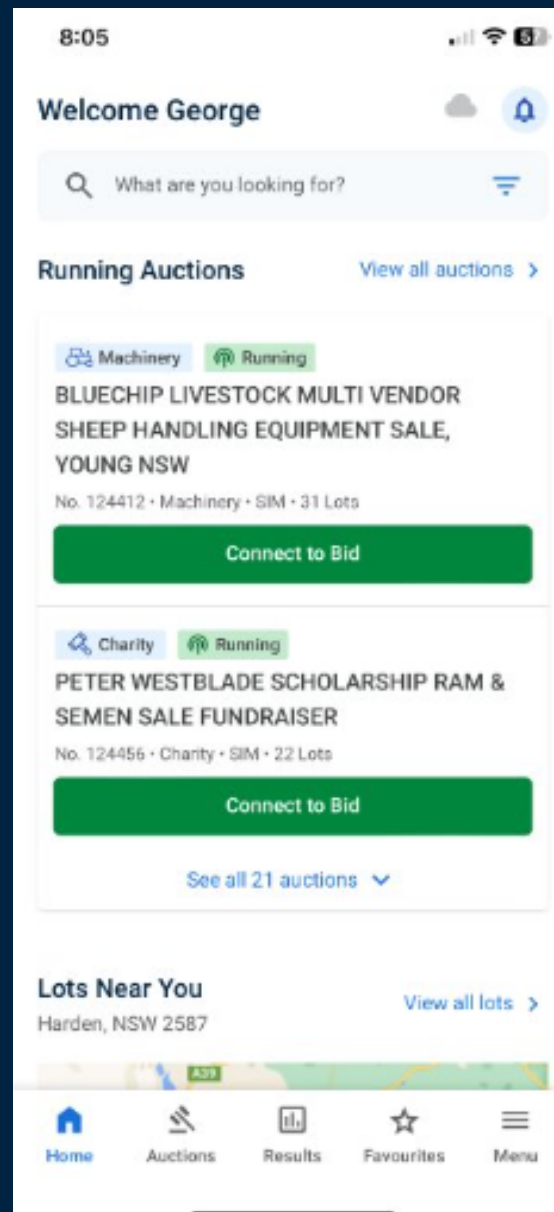 8:05
Welcome George
What are you looking for?
Running Auctions
View all auctions
Machinery
Running
BLUECHIP LIVESTOCK MULTI VENDOR
SHEEP HANDLING EQUIPMENT SALE,
YOUNG NSW
No. 124412 • Machinery • SIM • 31 Lots
Connect to Bid
Charity
Running
PETER WESTBLADE SCHOLARSHIP RAM &
SEMEN SALE FUNDRAISER
No. 124456 • Charity • SIM • 22 Lots
Connect to Bid
See all 21 auctions
Lots Near You
View all lots
Harden, NSW 2587
A39
Home
Auctions
Results
Favourites
Menu